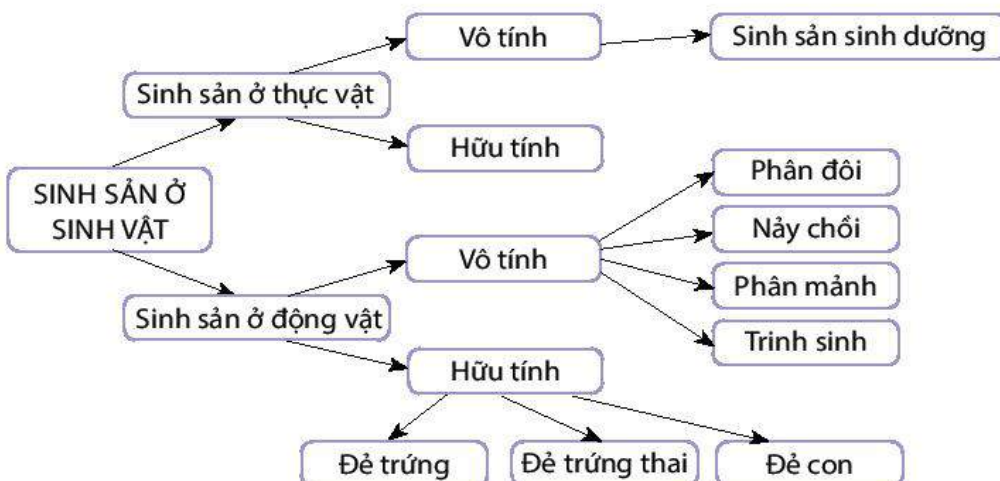 Vô tính
Sinh sản sinh dưỡng
Sinh sản ở thực vật
Hữu tính
SINH SẢN Ở
SINH VẬT
Phân đôi
Nảy chồi
Vô tính
Phân mảnh
Sinh sản ở động vật
Trinh sinh
Hữu tính
Đẻ trứng
Đẻ trứng thai
Đẻ con